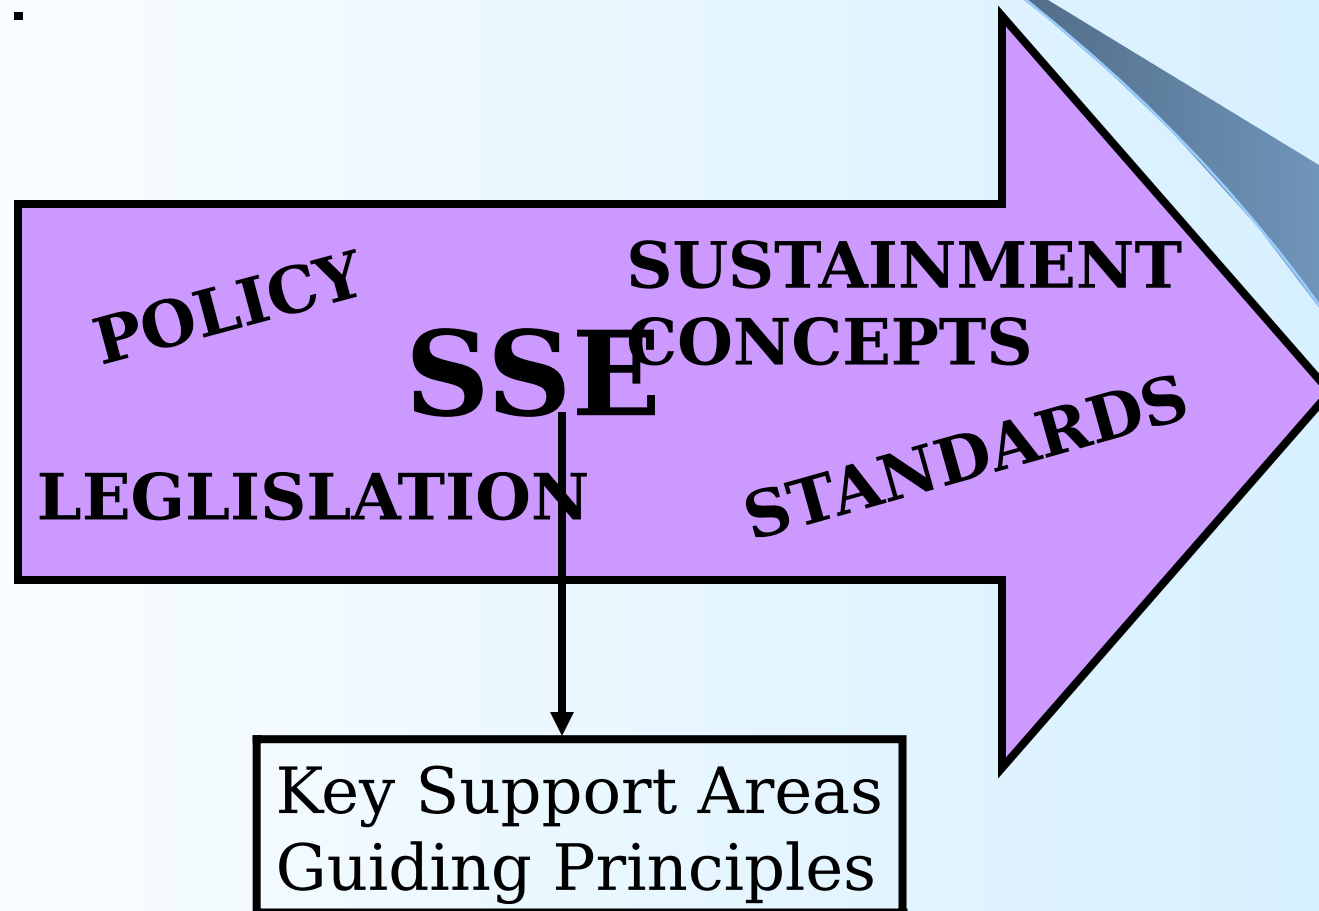 POLICY
SUSTAINMENT
CONCEPTS
SSE
LEGLISLATION
STANDARDS
Key Support Areas
Guiding Principles